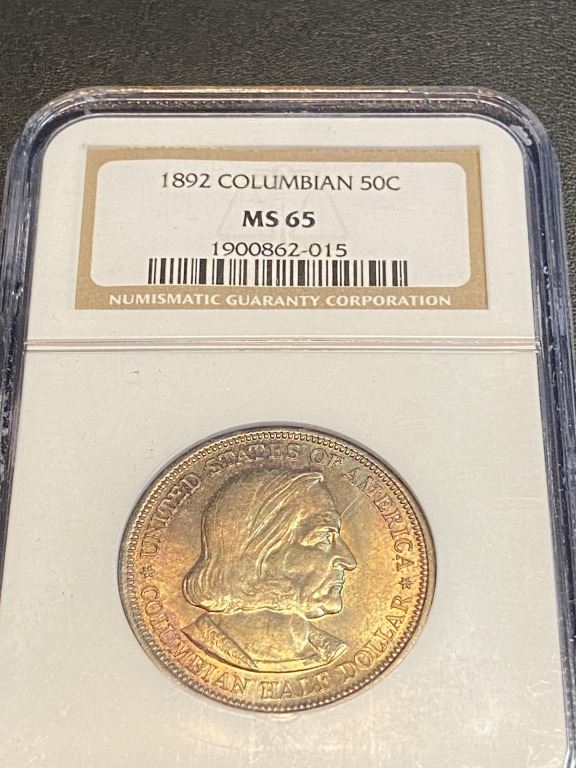 1892 COLUMBIAN 50C
MS 65
1900862-015
NUMISMATIC GUARANTY CORPORATION
UNITED STATES OF AMERICA
COLUMBIAN HALF DOLLAR